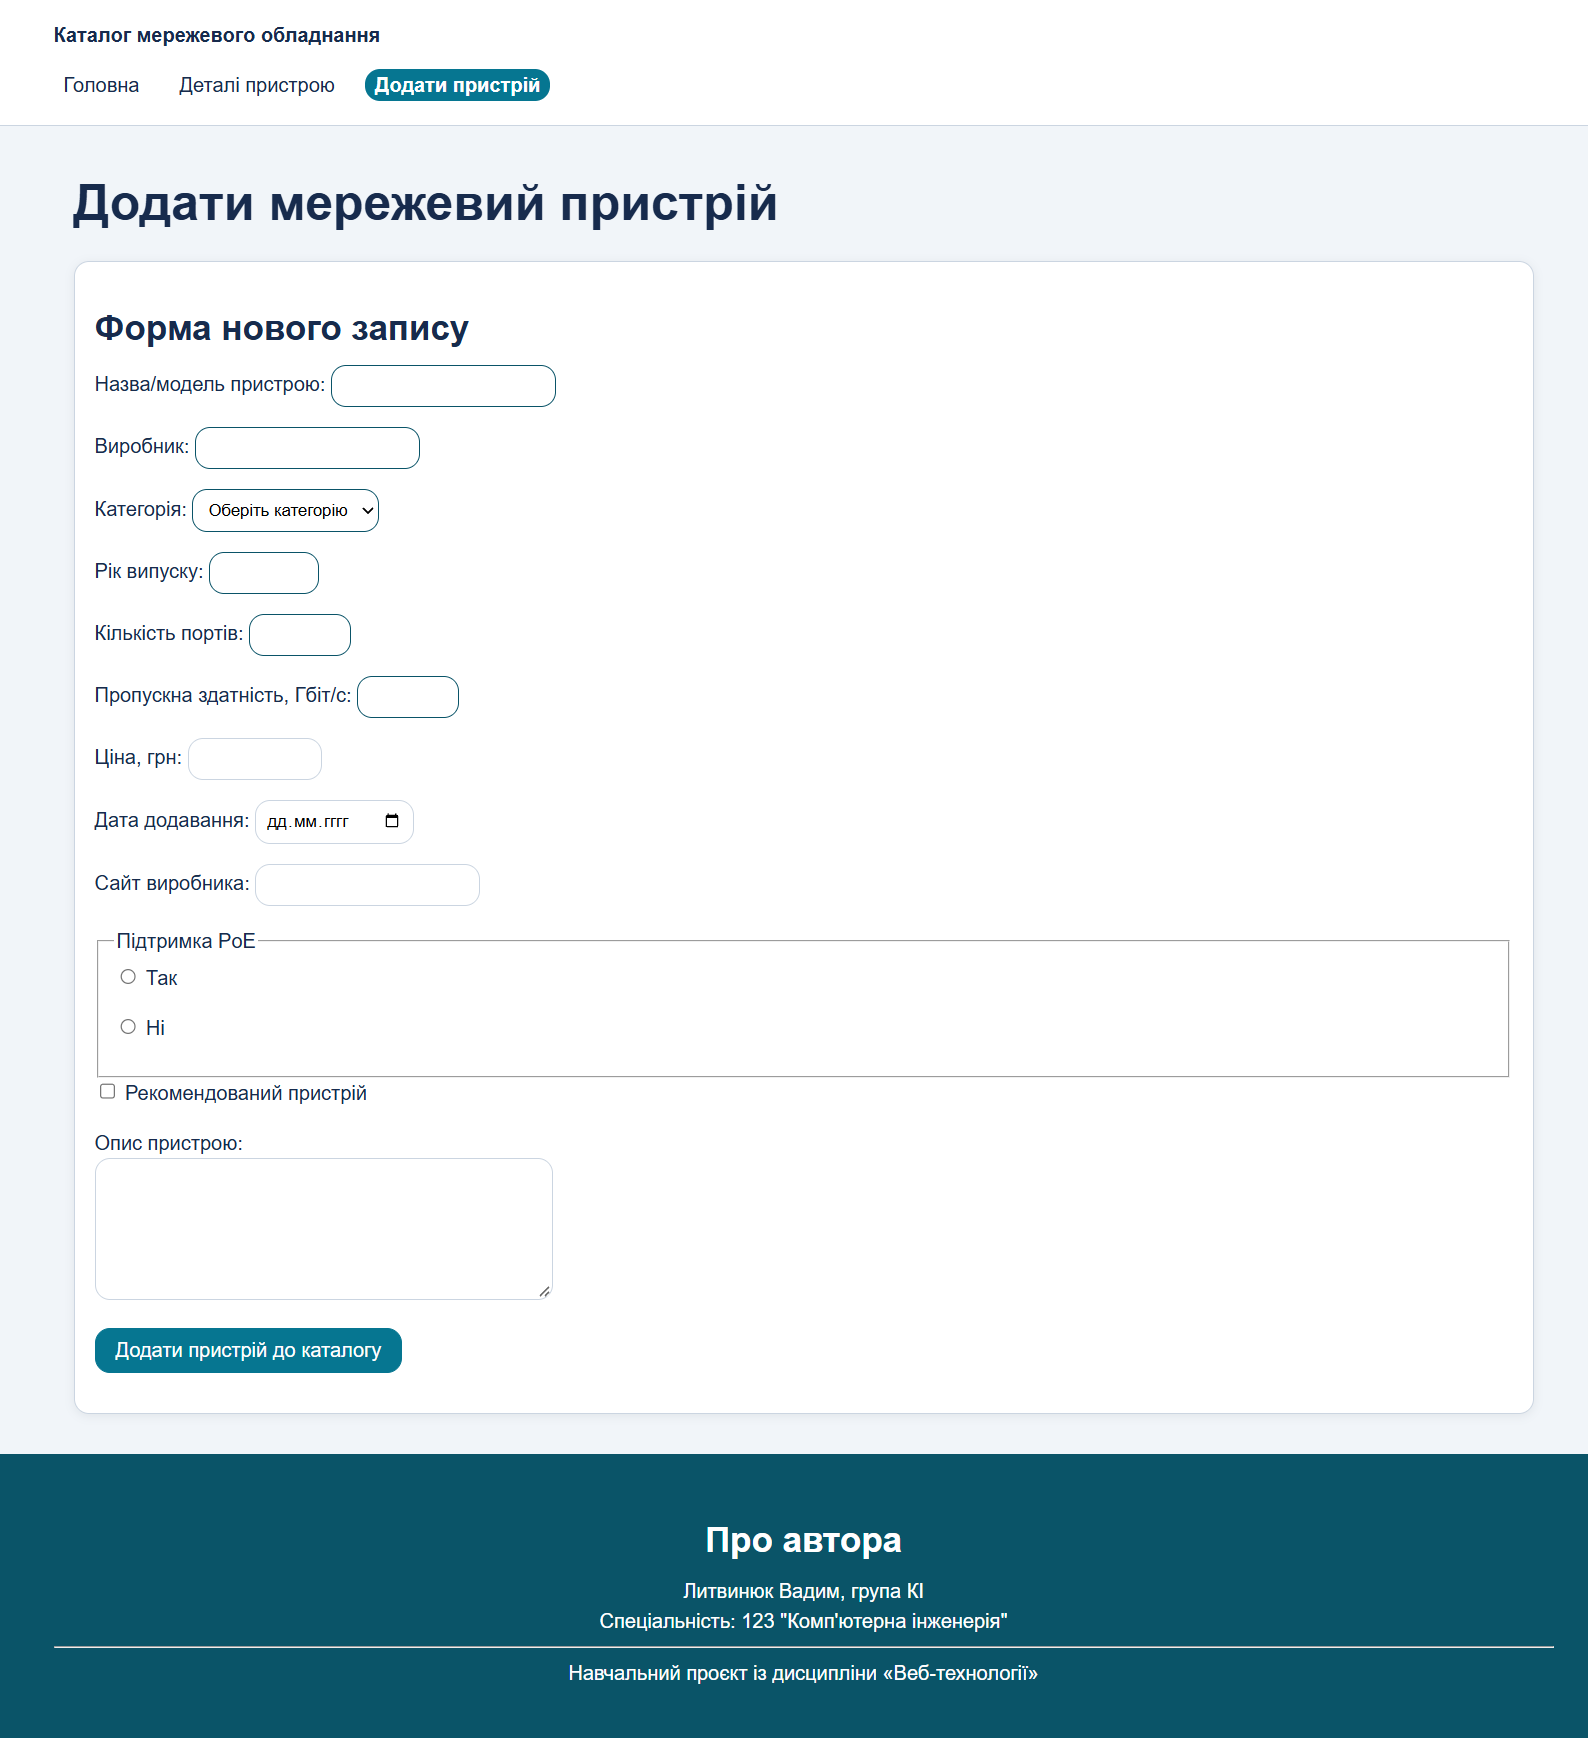 Каталог мережевого обладнання
Головна Деталі пристрою Додати пристрій
Додати мережевий пристрій
Форма нового запису
Назва/модель пристрою:
Виробник:
Категорія: Оберіть категорію
Рік випуску:
Кількість портів:
Пропускна здатність, Гбіт/с:
Ціна, грн:
Дата додавання: дд.мм.гггг
Сайт виробника:
Підтримка PoE
Так
Ні
Рекомендований пристрій
Опис пристрою:
Додати пристрій до каталогу
Про автора
Литвинюк Вадим, група КІ
Спеціальність: 123 "Комп'ютерна інженерія"
Навчальний проєкт із дисципліни «Веб-технології»